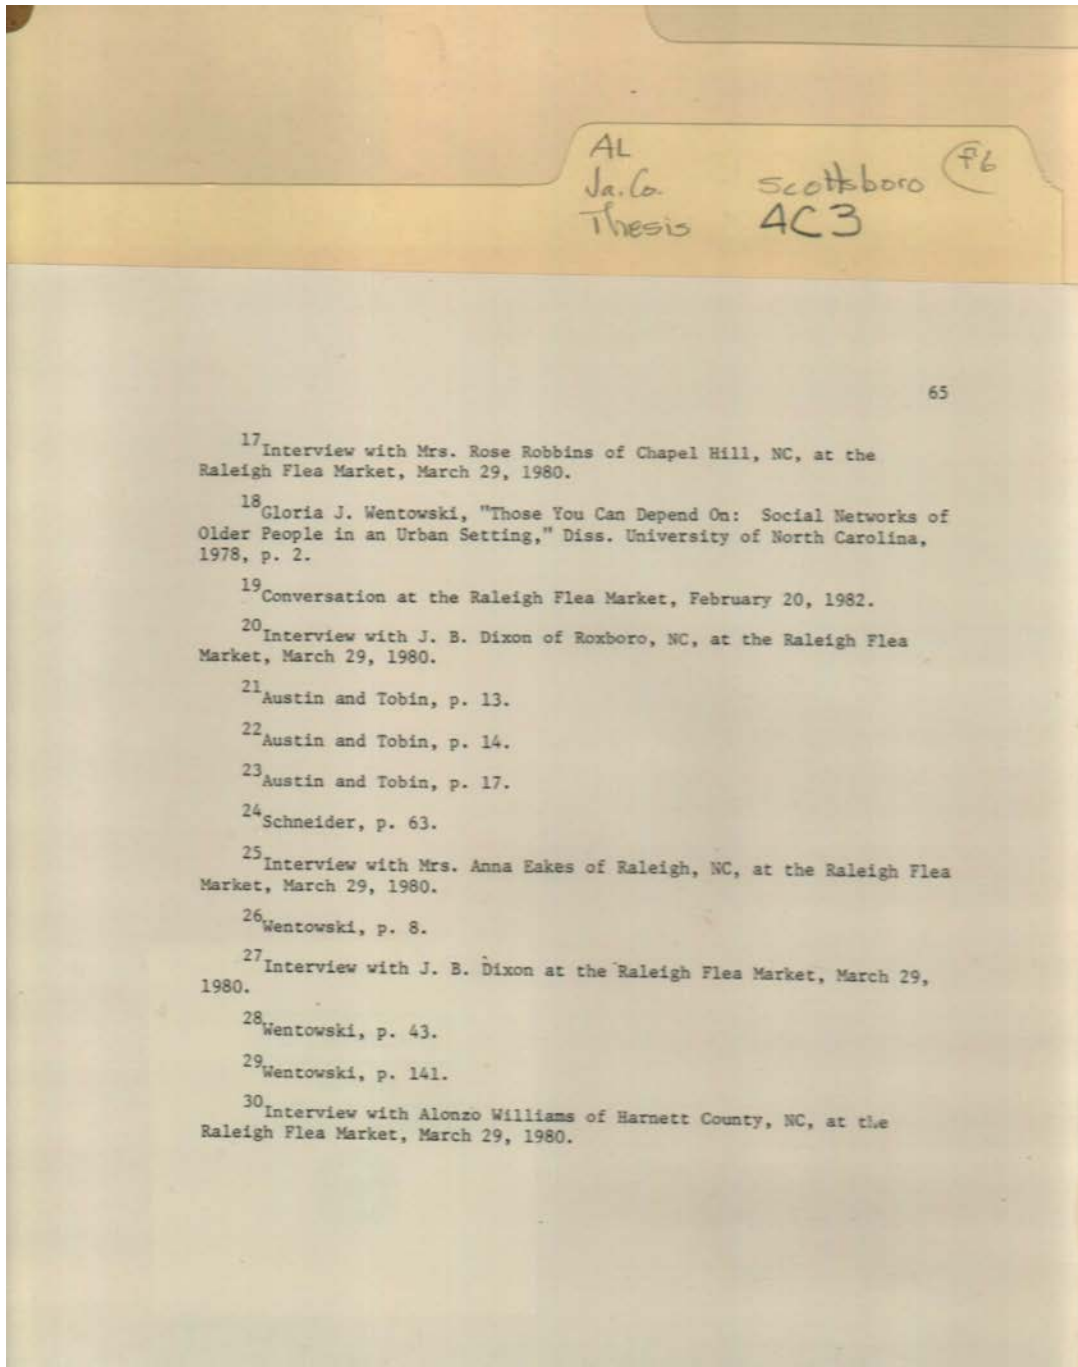 AL
Ja. Co.
Thesis
Scottsboro
4C3
f6
65
17Interview with Mrs. Rose Robbins of Chapel Hill, NC, at the
Raleigh Flea Market, March 29, 1980.
18Gloria J. Wentowski, "Those You Can Depend On: Social Networks of
Older People in an Urban Setting," Diss. University of North Carolina,
1978, p. 2.
19Conversation at the Raleigh Flea Market, February 20, 1982.
20Interview with J. B. Dixon of Roxboro, NC, at the Raleigh Flea
Market, March 29, 1980.
21Austin and Tobin, p. 13.
22Austin and Tobin, p. 14.
23Austin and Tobin, p. 17.
24Schneider, p. 63.
25Interview with Mrs. Anna Eakes of Raleigh, NC, at the Raleigh Flea
Market, March 29, 1980.
26Wentowski, p. 8.
27Interview with J. B. Dixon at the Raleigh Flea Market, March 29,
1980.
28Wentowski, p. 43.
29Wentowski, p. 141.
30Interview with Alonzo Williams of Harnett County, NC, at the
Raleigh Flea Market, March 29, 1980.